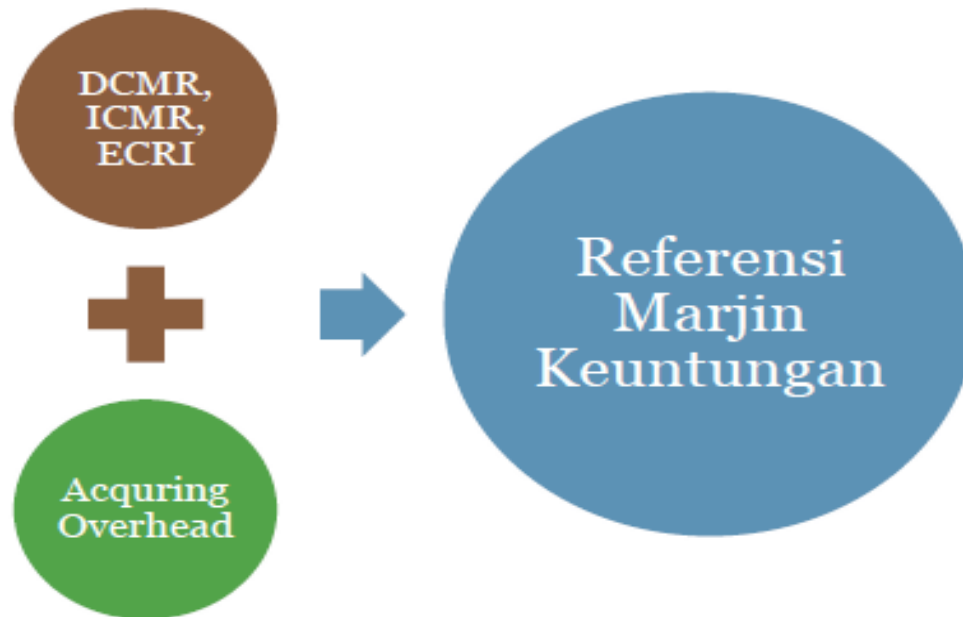 DCMR,
ICMR,
ECRI
Acquring
Overhead
Referensi
Marjin
Keuntungan